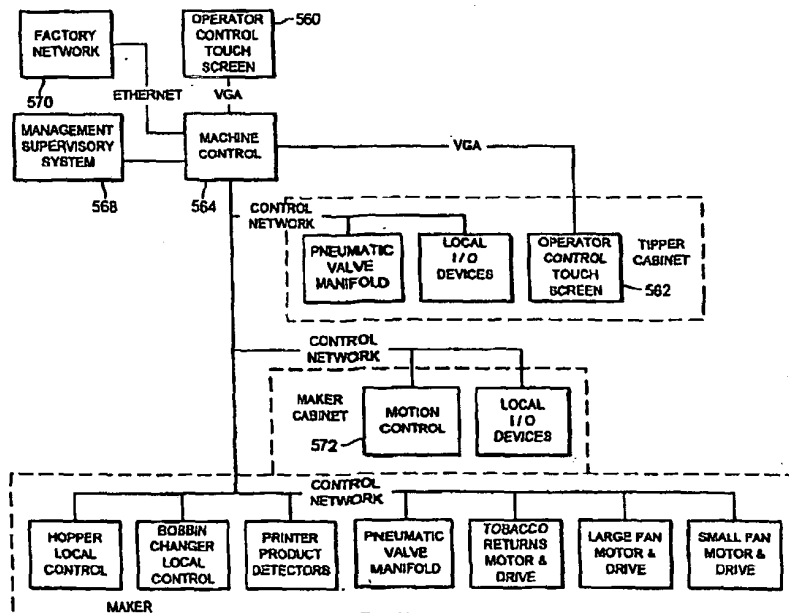 FACTORY
NETWORK
570
OPERATOR
CONTROL
TOUCH
SCREEN
560
ETHERNET
VGA
MANAGEMENT
SUPERVISORY
SYSTEM
568
MACHINE
CONTROL
564
VGA
CONTROL
NETWORK
PNEUMATIC
VALVE
MANIFOLD
LOCAL
I/O
DEVICES
OPERATOR
CONTROL
TOUCH
SCREEN
TIPPER
CABINET
562
CONTROL
NETWORK
MAKER
CABINET
572
MOTION
CONTROL
LOCAL
I/O
DEVICES
CONTROL
NETWORK
HOPPER
LOCAL
CONTROL
BOBBIN
CHANGER
LOCAL
CONTROL
PRINTER
PRODUCT
DETECTORS
PNEUMATIC
VALVE
MANIFOLD
TOBACCO
RETURNS
MOTOR &
DRIVE
LARGE FAN
MOTOR &
DRIVE
SMALL FAN
MOTOR &
DRIVE
MAKER